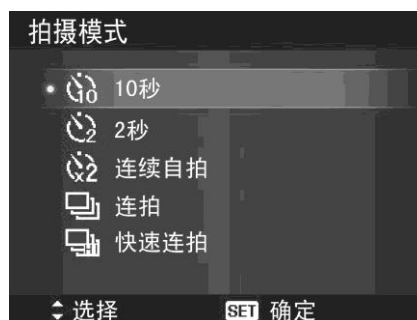 拍摄模式
10秒
2秒
连续自拍
连拍
快速连拍
选择 SET 确定